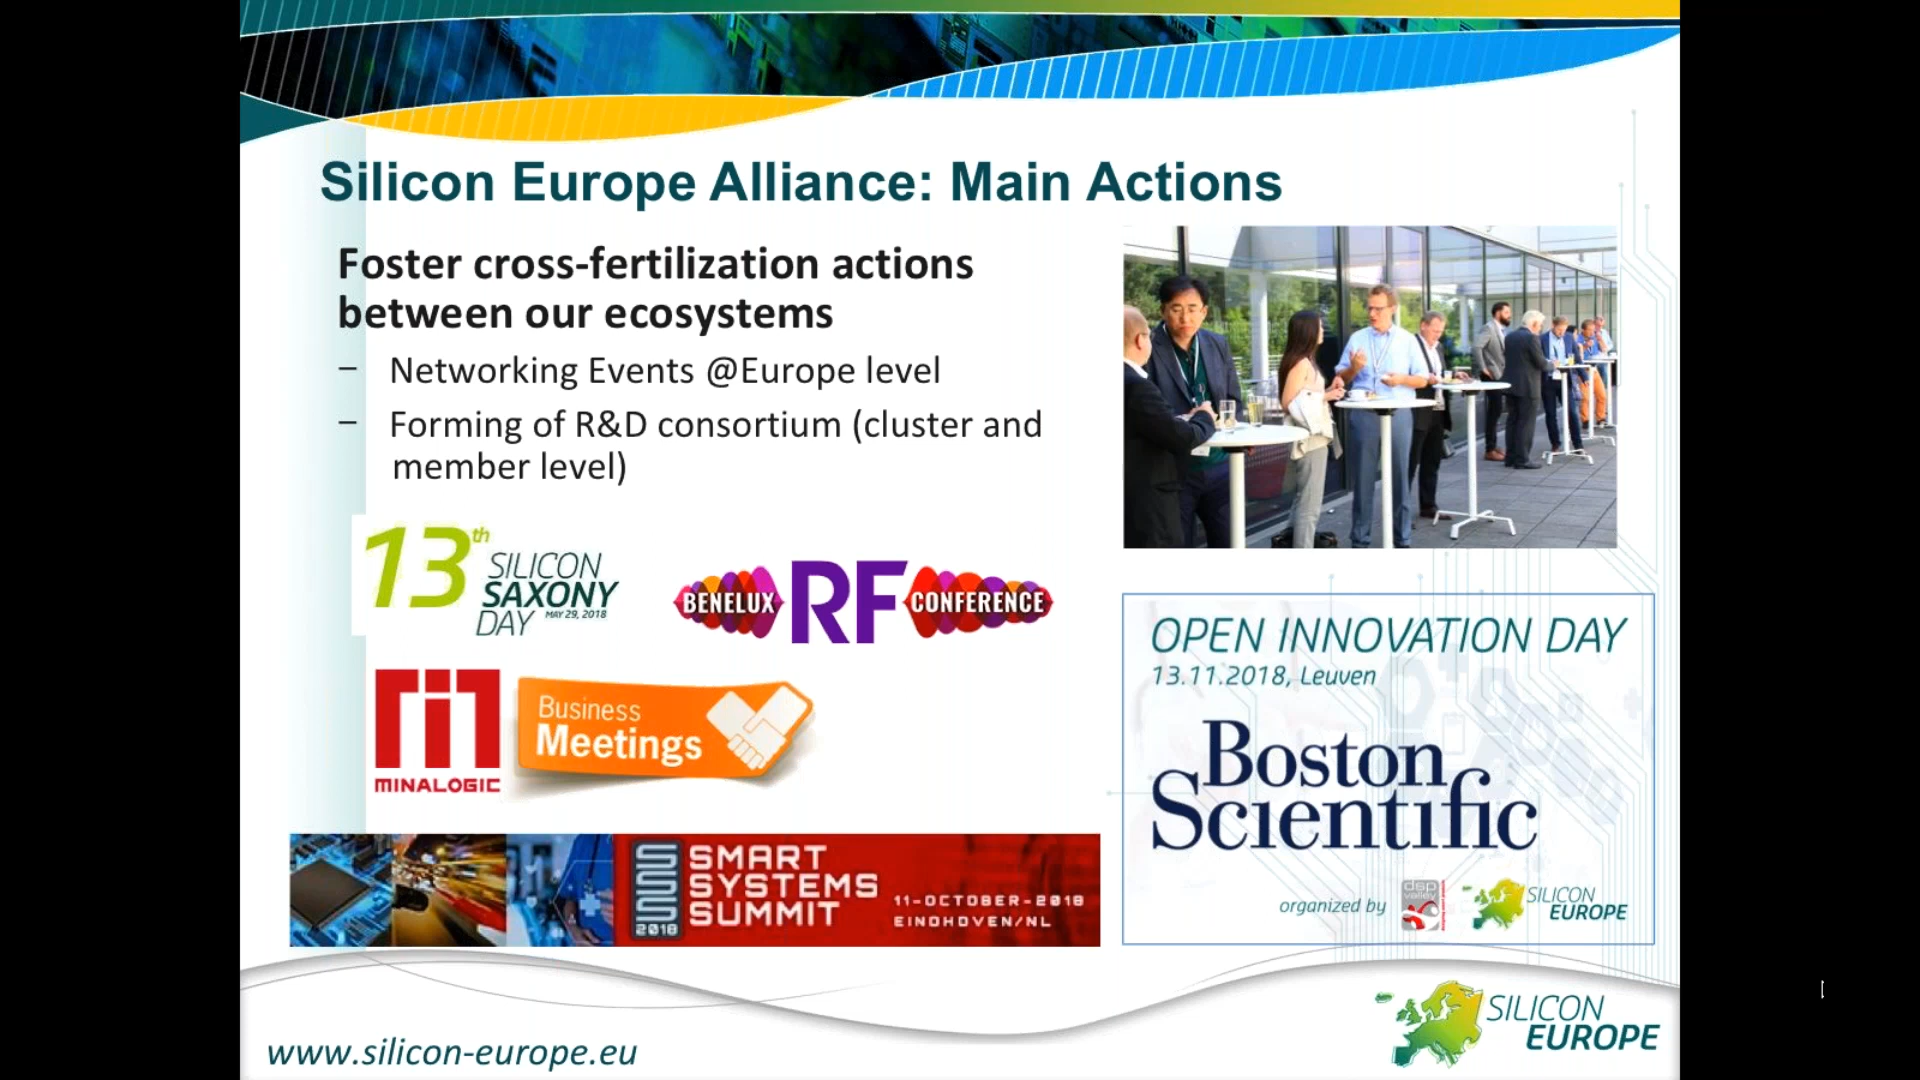 Silicon Europe Alliance: Main Actions
Foster cross-fertilization actions
between our ecosystems
– Networking Events @Europe level
– Forming of R&D consortium (cluster and
member level)
13th
SILICON
SAXONY
DAY MAY 29, 2018
BENELUX RF CONFERENCE
MINALOGIC
Business
Meetings
2018
SMART
SYSTEMS
SUMMIT
11-OCTOBER-2018
EINDHOVEN/NL
OPEN INNOVATION DAY
13.11.2018, Leuven
Boston
Scientific
organized by
dsp
valley
SILICON
EUROPE
www.silicon-europe.eu
SILICON
EUROPE